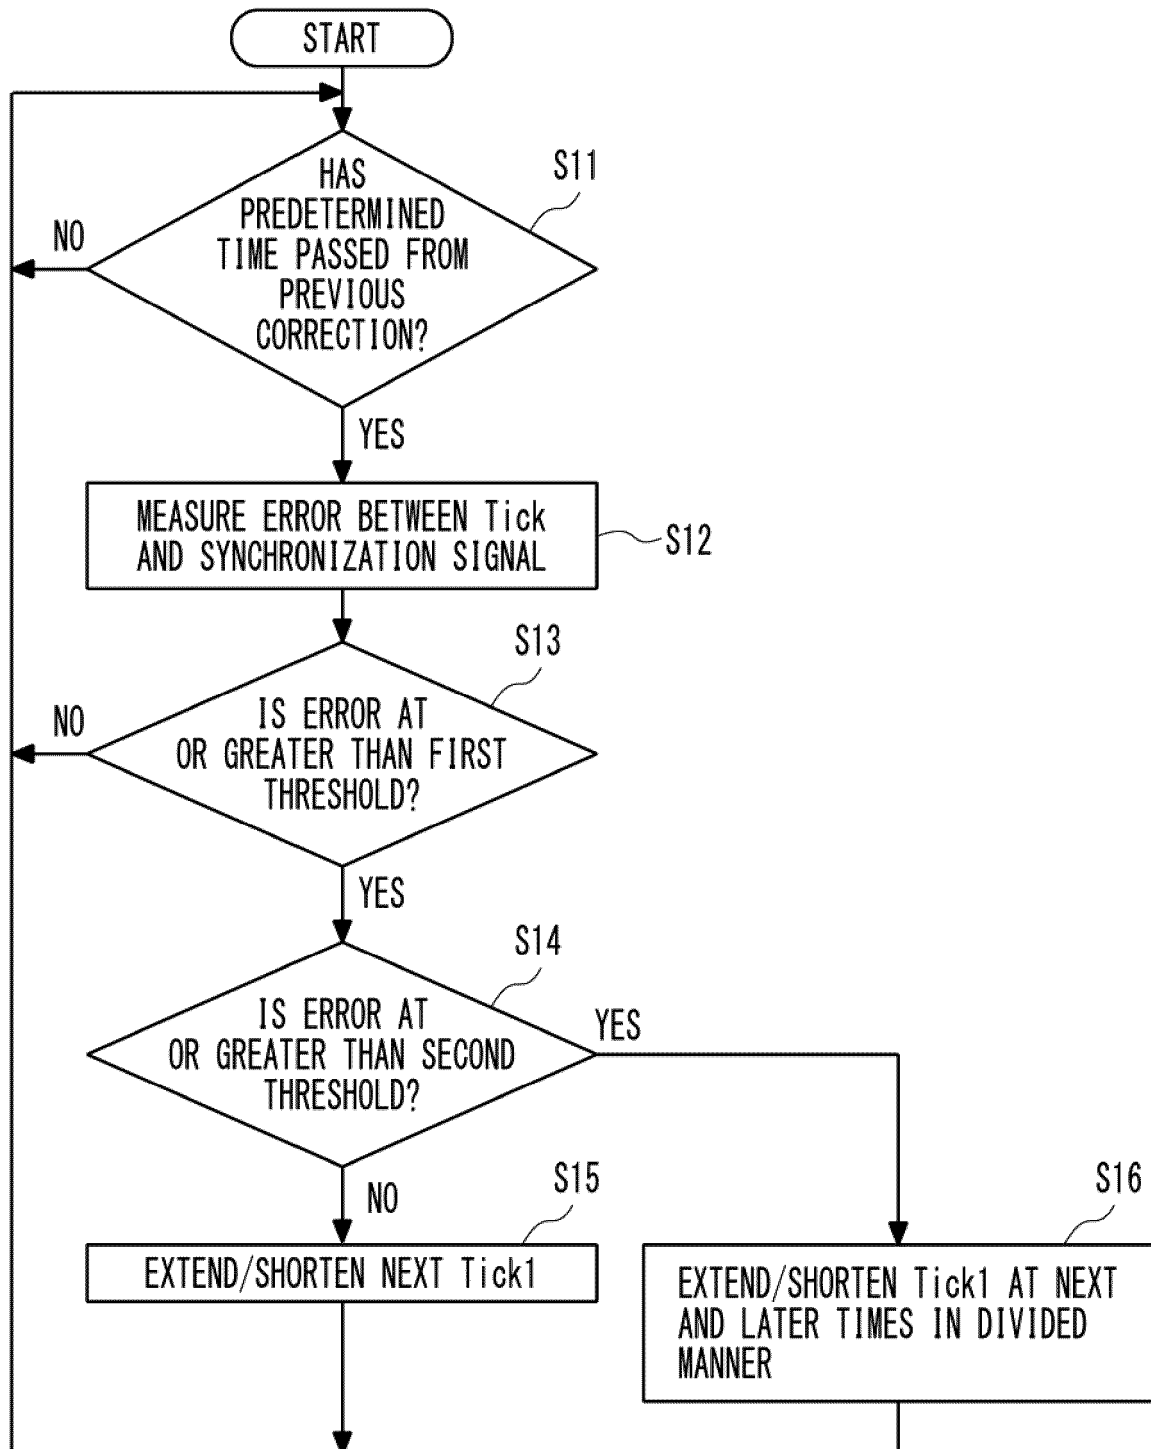 START
HAS
PREDETERMINED
TIME PASSED FROM
PREVIOUS
CORRECTION?
S11
NO
YES
MEASURE ERROR BETWEEN Tick
AND SYNCHRONIZATION SIGNAL
S12
S13
IS ERROR AT
OR GREATER THAN FIRST
THRESHOLD?
NO
YES
S14
IS ERROR AT
OR GREATER THAN SECOND
THRESHOLD?
YES
NO
S15
EXTEND/SHORTEN NEXT Tick1
S16
EXTEND/SHORTEN Tick1 AT NEXT
AND LATER TIMES IN DIVIDED
MANNER